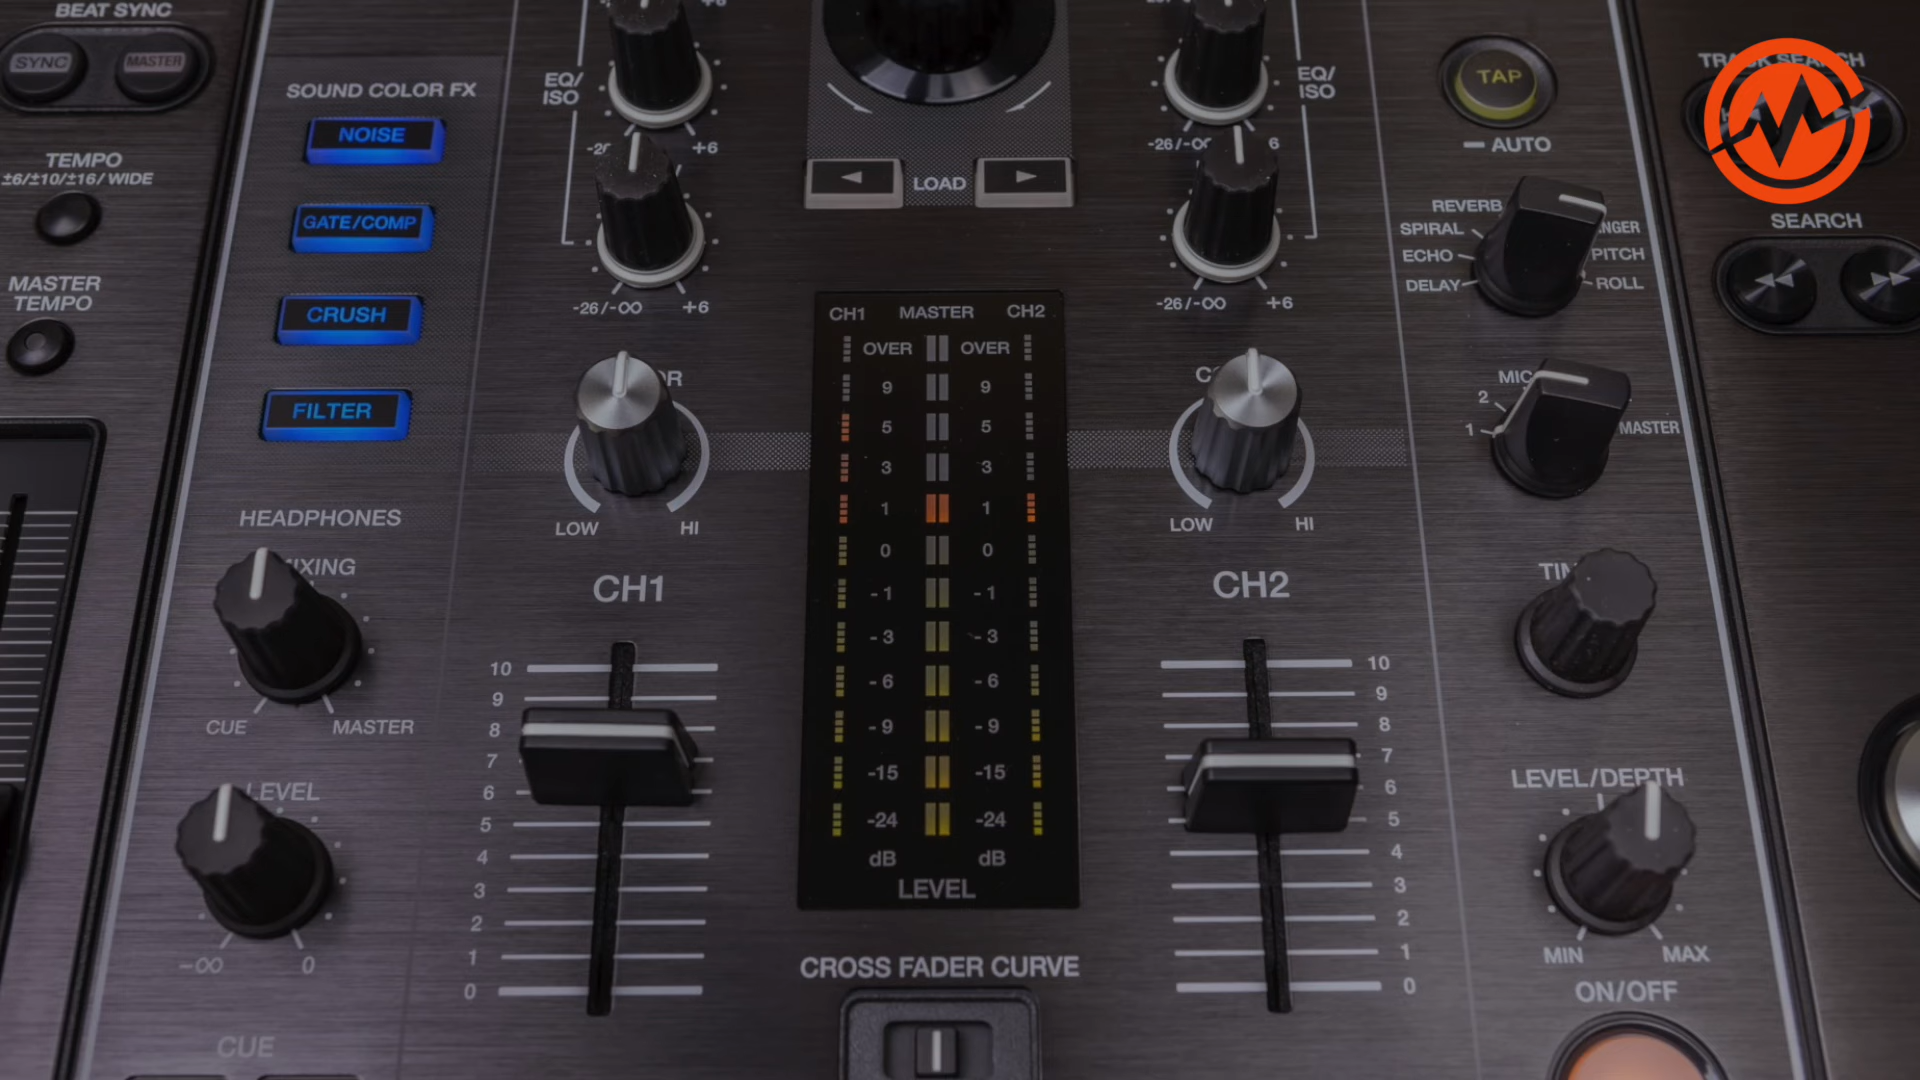 BEAT SYNC
SYNC
MASTER
TEMPO
±6/±10/±16/WIDE
MASTER
TEMPO
SOUND COLOR FX
NOISE
GATE/COMP
CRUSH
FILTER
HEADPHONES
CUE
MASTER
LEVEL
-∞
0
CUE
EQ/
ISO
+6
-26/-∞
+6
LOW
HI
CH1
10
9
8
7
6
5
4
3
2
1
0
LOAD
CH1 MASTER CH2
OVER OVER
9 9
5 5
3 3
1 1
0 0
-1 -1
-3 -3
-6 -6
-9 -9
-15 -15
-24 -24
dB dB
LEVEL
CROSS FADER CURVE
EQ/
ISO
-26/-∞
6
-26/-∞
+6
LOW
HI
CH2
10
9
8
7
6
5
4
3
2
1
0
TAP
AUTO
REVERB
SPIRAL
ECHO
DELAY
PITCH
ROLL
MIC
2
1
MASTER
LEVEL/DEPTH
MIN
MAX
ON/OFF
SEARCH